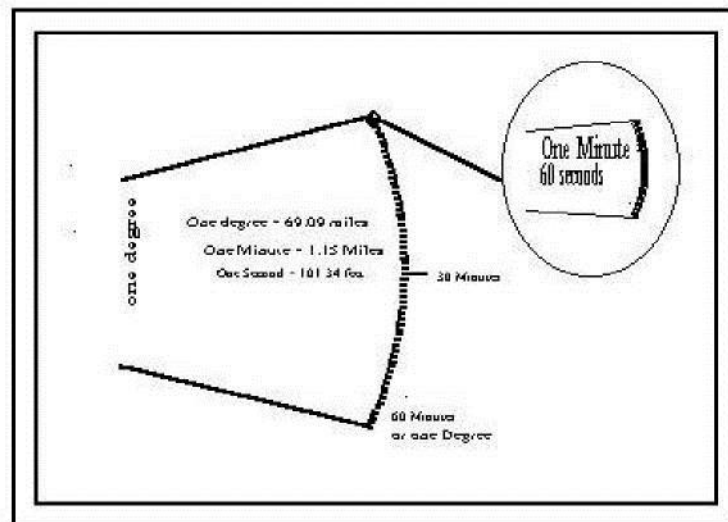 One Minute
60 seconds
one degree
One degree = 69.09 miles
One Minute = 1.15 Miles
One Second = 101.34 feet
30 Minutes
60 Minutes
or one Degree